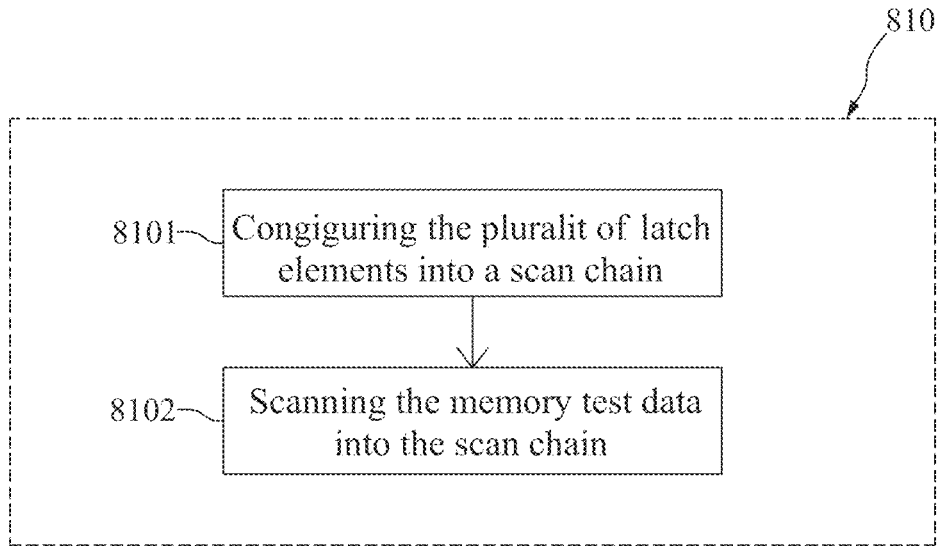 810
8101
Congiguring the pluralit of latch
elements into a scan chain
8102
Scanning the memory test data
into the scan chain